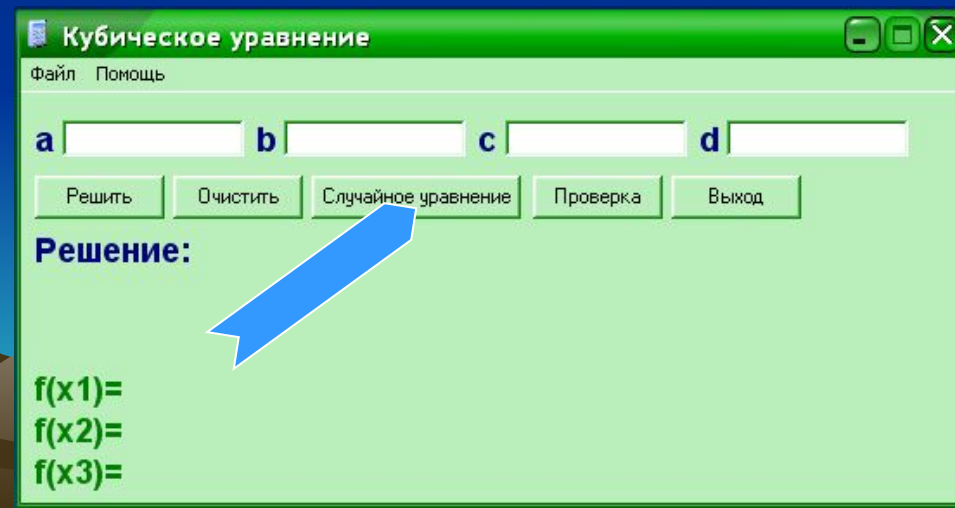 Кубическое уравнение
Файл Помощь
a b c d
Решить Очистить Случайное уравнение Проверка Выход
Решение:
f(x1)=
f(x2)=
f(x3)=